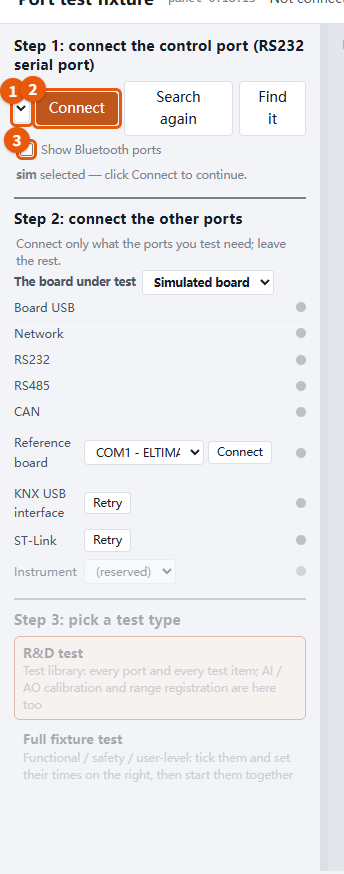 Port test fixture
Not connec
Step 1: connect the control port (RS232
serial port)
1 2
Connect
Search
again
Find
it
3
Show Bluetooth ports
sim selected — click Connect to continue.
Step 2: connect the other ports
Connect only what the ports you test need; leave
the rest.
The board under test Simulated board
Board USB
Network
RS232
RS485
CAN
Reference
board
COM1 - ELTIMA
Connect
KNX USB
interface
Retry
ST-Link Retry
Instrument (reserved)
Step 3: pick a test type
R&D test
Test library: every port and every test item; AI /
AO calibration and range registration are here
too
Full fixture test
Functional / safety / user-level: tick them and set
their times on the right, then start them together